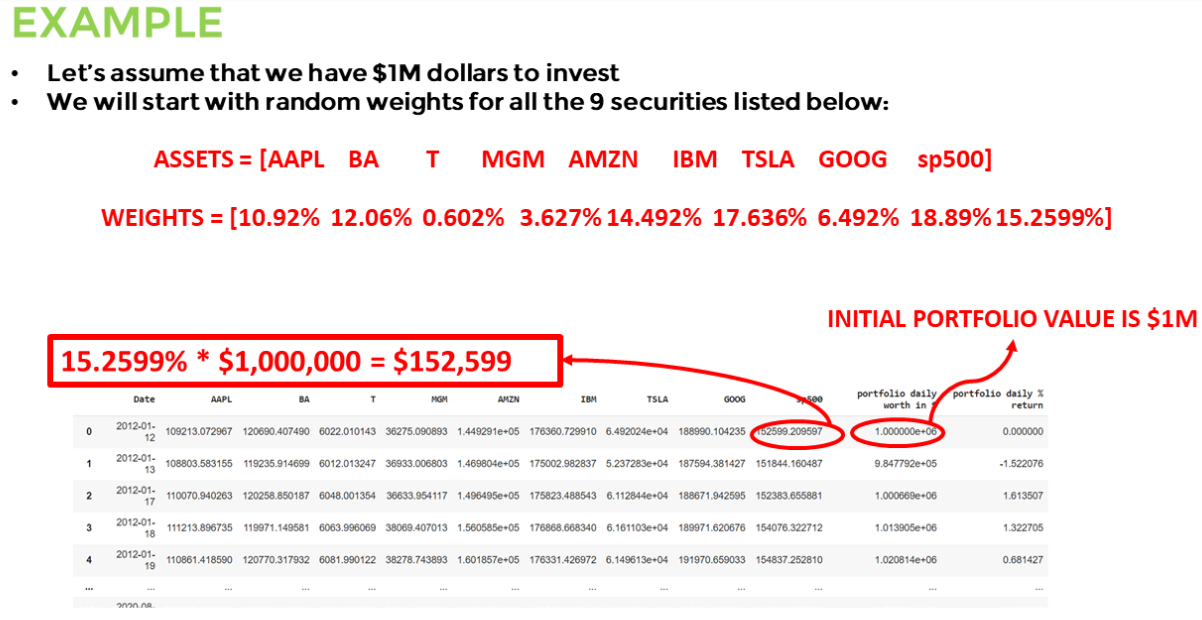 EXAMPLE
• Let's assume that we have $1M dollars to invest
• We will start with random weights for all the 9 securities listed below:
ASSETS = [AAPL BA T MGM AMZN IBM TSLA GOOG sp500]
WEIGHTS = [10.92% 12.06% 0.602% 3.627% 14.492% 17.636% 6.492% 18.89% 15.2599%]
INITIAL PORTFOLIO VALUE IS $1M
15.2599% * $1,000,000 = $152,599
Date AAPL BA T MGM AMZN IBM TSLA GOOG sp500 portfolio daily worth in $ portfolio daily % return
0 2012-01-12 109213.072967 120690.407490 6022.010143 36275.090893 1.449291e+05 176360.729910 6.492024e+04 188990.104235 152599.209597 1.000000e+06 0.000000
1 2012-01-13 108803.583155 119235.914699 6012.013247 36933.006803 1.469804e+05 175002.982837 5.237283e+04 187594.381427 151844.160487 9.847792e+05 -1.522076
2 2012-01-17 110070.940263 120258.850187 6048.001354 36633.954117 1.496495e+05 175823.488543 6.112844e+04 188671.942595 152383.655881 1.000669e+06 1.613507
3 2012-01-18 111213.896735 119971.149581 6063.996069 38069.407013 1.560585e+05 176868.668340 6.161103e+04 189971.620676 154076.322712 1.013905e+06 1.322705
4 2012-01-19 110861.418590 120770.317932 6081.990122 38278.743893 1.601857e+05 176331.426972 6.149613e+04 191970.659033 154837.252810 1.020814e+06 0.681427
... ... ... ... ... ... ... ... ... ... ... ... ...
2020-08-